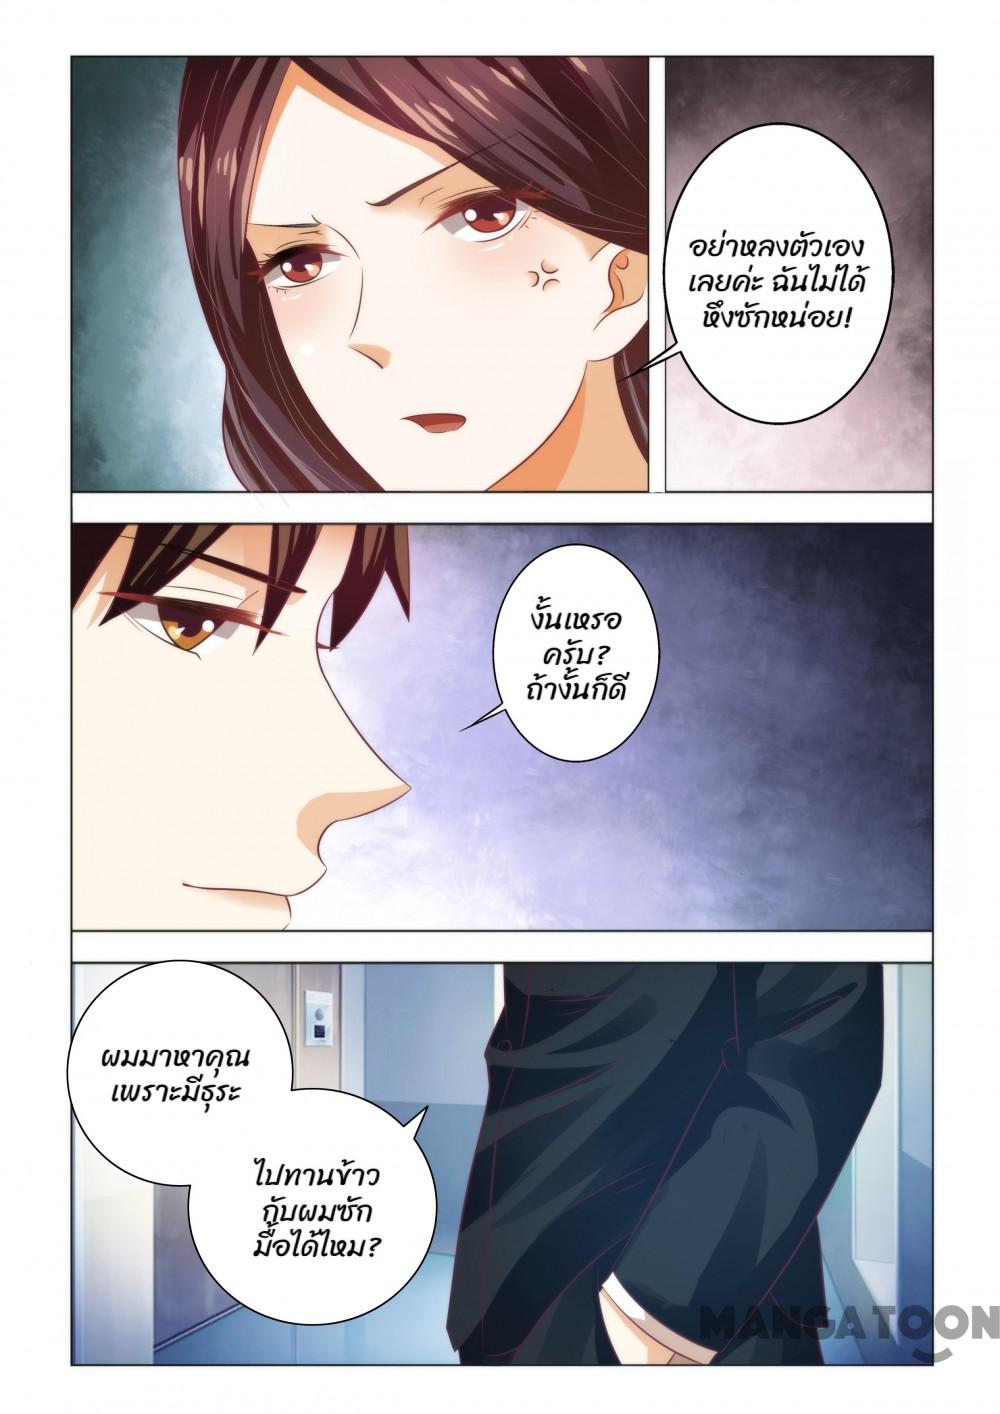 อย่าหลงตัวเอง
เลยค่ะ ฉันไม่ได้
หึงซักหน่อย!
งั้นเหรอ
ครับ?
ถ้างั้นก็ดี
ผมมาหาคุณ
เพราะมีธุระ
ไปทานข้าว
กับผมซัก
มื้อได้ไหม?
MANGATOON